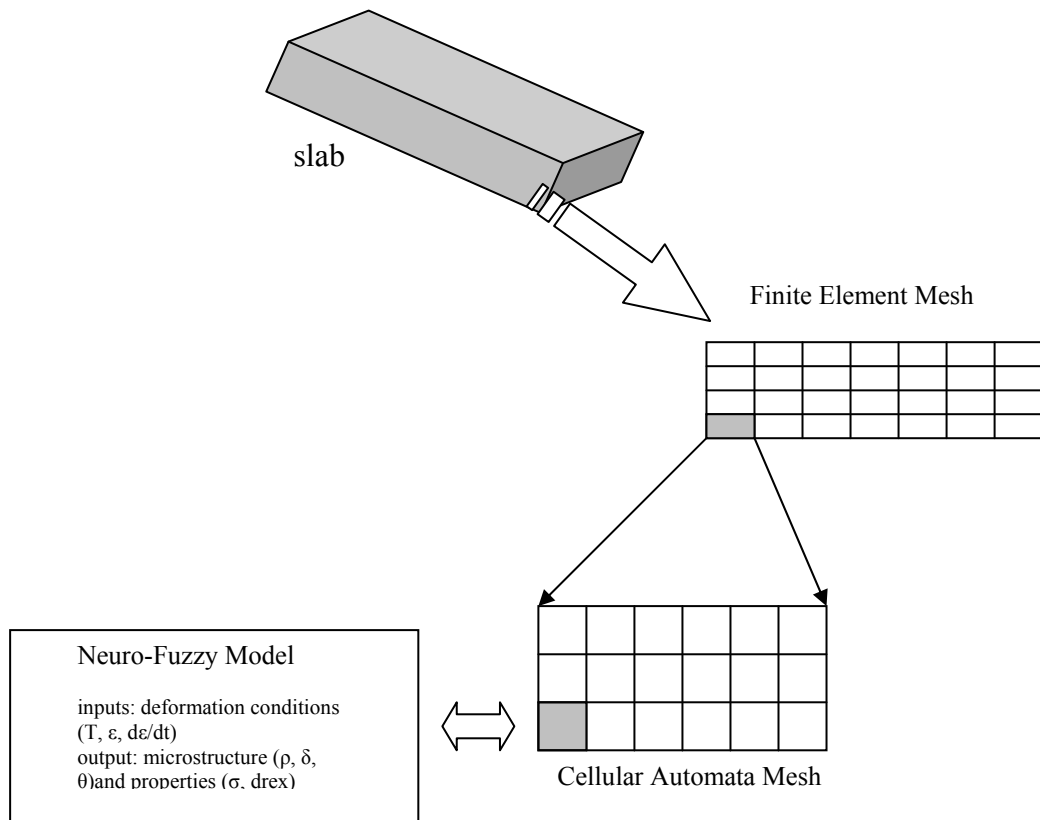 slab
Finite Element Mesh
Neuro-Fuzzy Model
inputs: deformation conditions
(T, ε, dε/dt)
output: microstructure (ρ, δ,
θ)and properties (σ, drex)
Cellular Automata Mesh